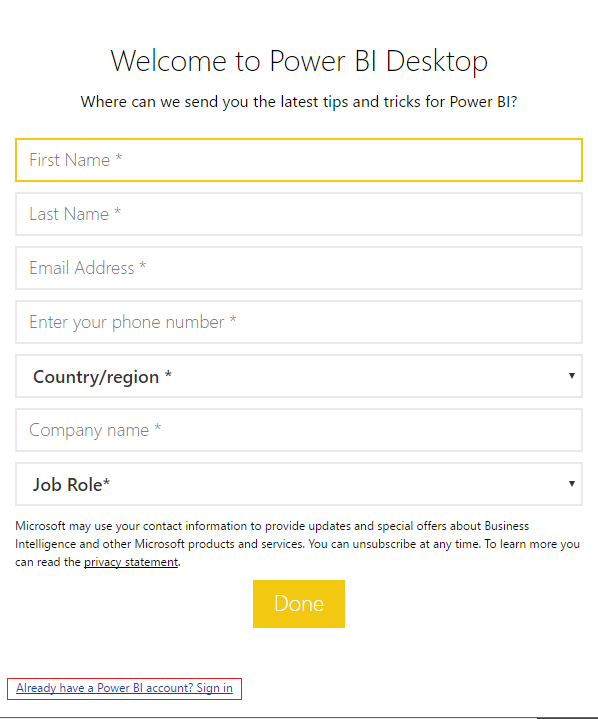 Welcome to Power BI Desktop
Where can we send you the latest tips and tricks for Power BI?
First Name *
Last Name *
Email Address *
Enter your phone number *
Country/region *
Company name *
Job Role*
Microsoft may use your contact information to provide updates and special offers about Business
Intelligence and other Microsoft products and services. You can unsubscribe at any time. To learn more you
can read the privacy statement.
Done
Already have a Power BI account? Sign in